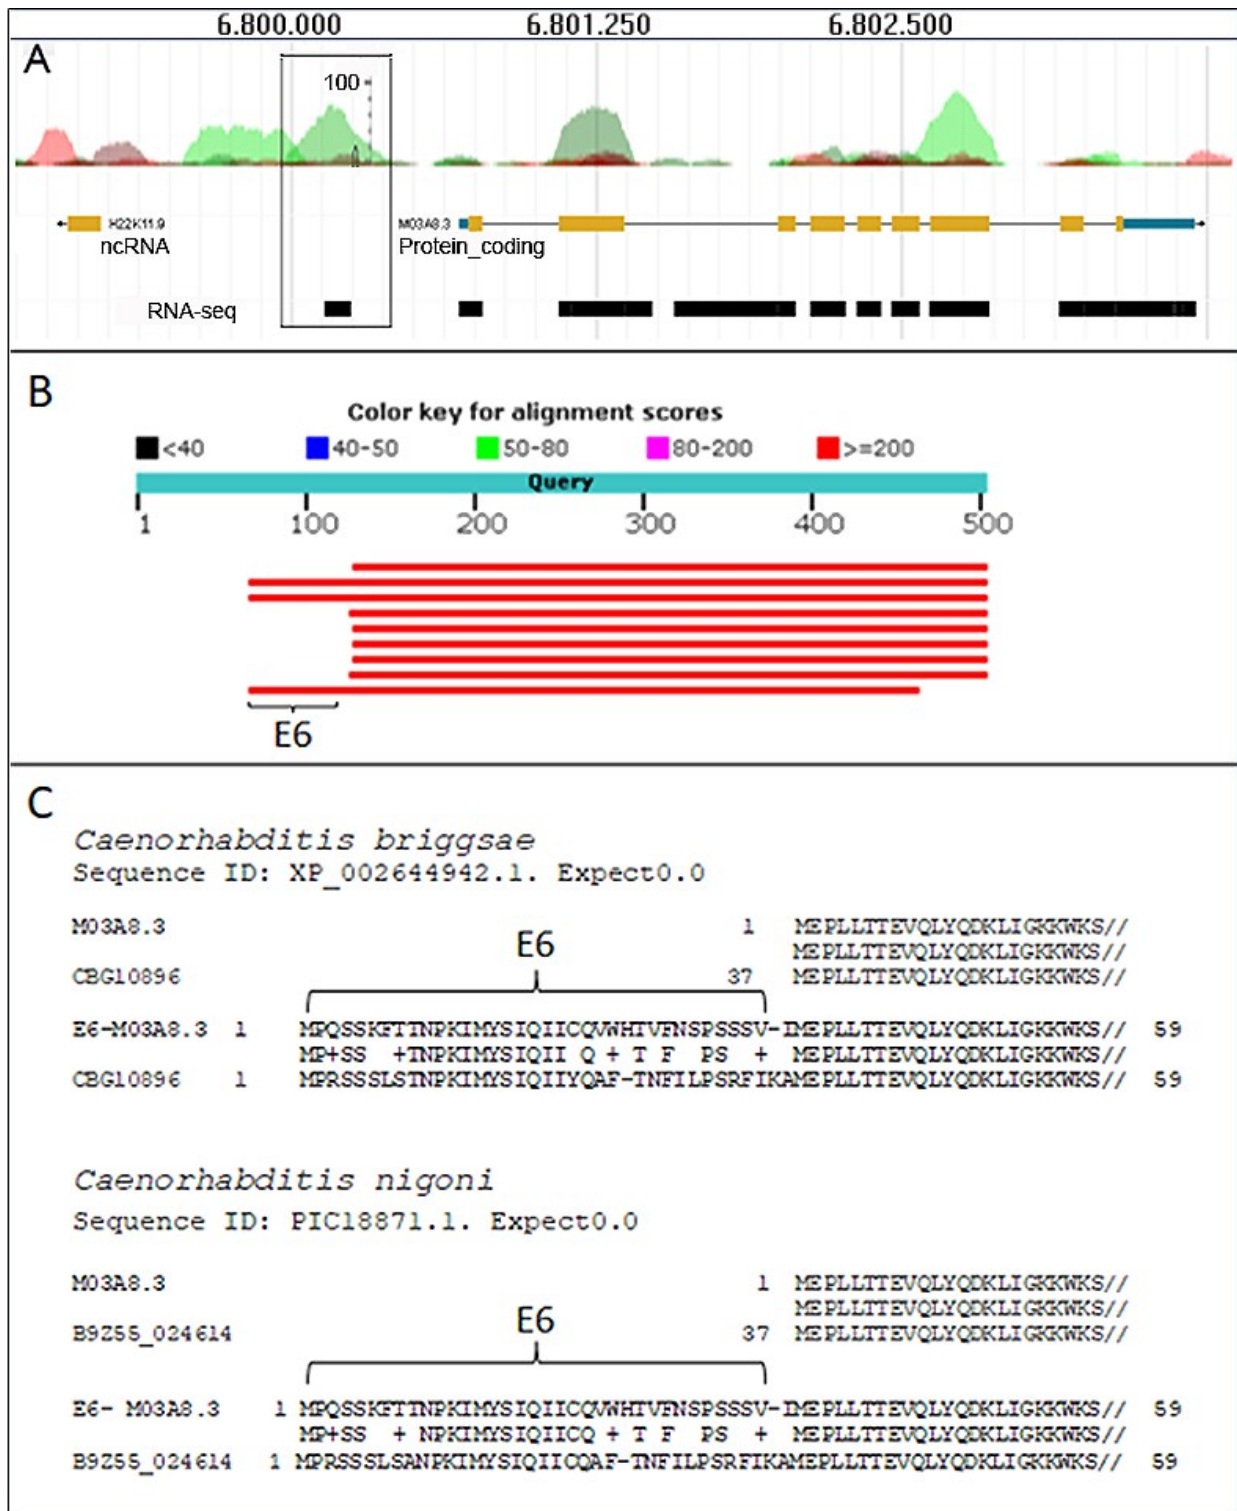 6.800.000 6.801.250 6.802.500
A
100
H22K11.9 M03A8.3
ncRNA Protein_coding
RNA-seq
B
Color key for alignment scores
<40 40-50 50-80 80-200 >=200
Query
1 100 200 300 400 500
E6
C
Caenorhabditis briggsae
Sequence ID: XP_002644942.1. Expect0.0
M03A8.3 1 MEPLLTTEVQLYQDKLIGKKWKS//
MEPLLTTEVQLYQDKLIGKKWKS//
CBG10896 37 MEPLLTTEVQLYQDKLIGKKWKS//
E6
E6-M03A8.3 1 MPQSSKFTTNPKIMYSIQIICQVWHTVFNSPSSSV-IMEPLLTTEVQLYQDKLIGKKWKS// 59
MP+SS +TNPKIMYSIQII Q + T F PS + MEPLLTTEVQLYQDKLIGKKWKS//
CBG10896 1 MPRSSSLSTNPKIMYSIQIIYQAF-TNFILPSRFIKAMEPLLTTEVQLYQDKLIGKKWKS// 59
Caenorhabditis nigoni
Sequence ID: PIC18871.1. Expect0.0
M03A8.3 1 MEPLLTTEVQLYQDKLIGKKWKS//
MEPLLTTEVQLYQDKLIGKKWKS//
B9Z55_024614 37 MEPLLTTEVQLYQDKLIGKKWKS//
E6
E6- M03A8.3 1 MPQSSKFTTNPKIMYSIQIICQVWHTVFNSPSSSV-IMEPLLTTEVQLYQDKLIGKKWKS// 59
MP+SS + NPKIMYSIQIICQ + T F PS + MEPLLTTEVQLYQDKLIGKKWKS//
B9Z55_024614 1 MPRSSSLSANPKIMYSIQIICQAF-TNFILPSRFIKAMEPLLTTEVQLYQDKLIGKKWKS// 59